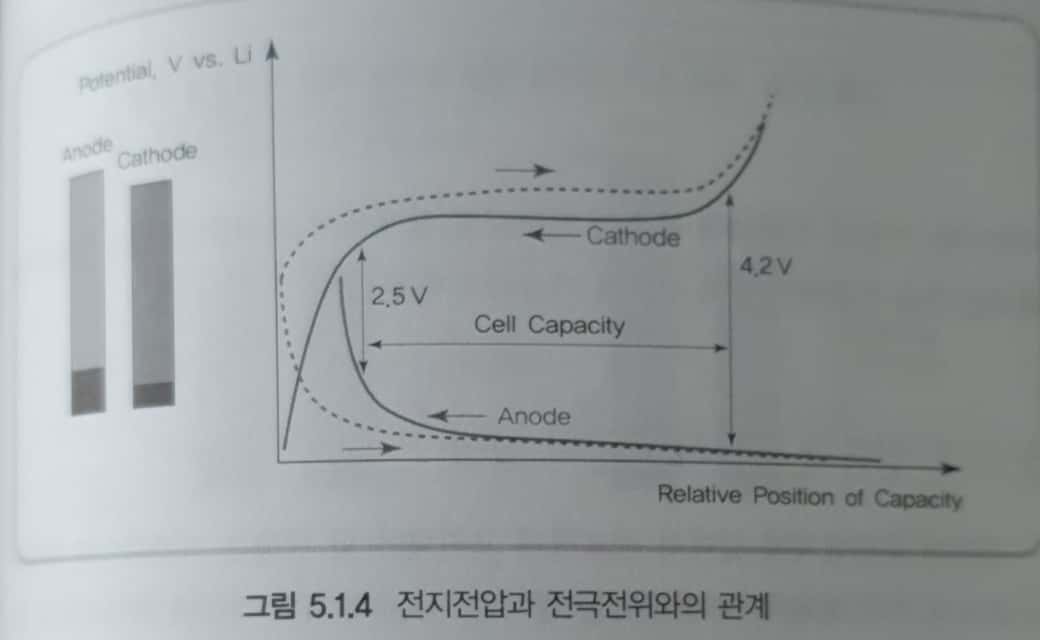 Potential, V vs. Li
Anode
Cathode
Cathode
4.2 V
2.5 V
Cell Capacity
Anode
Relative Position of Capacity
그림 5.1.4 전지전압과 전극전위와의 관계